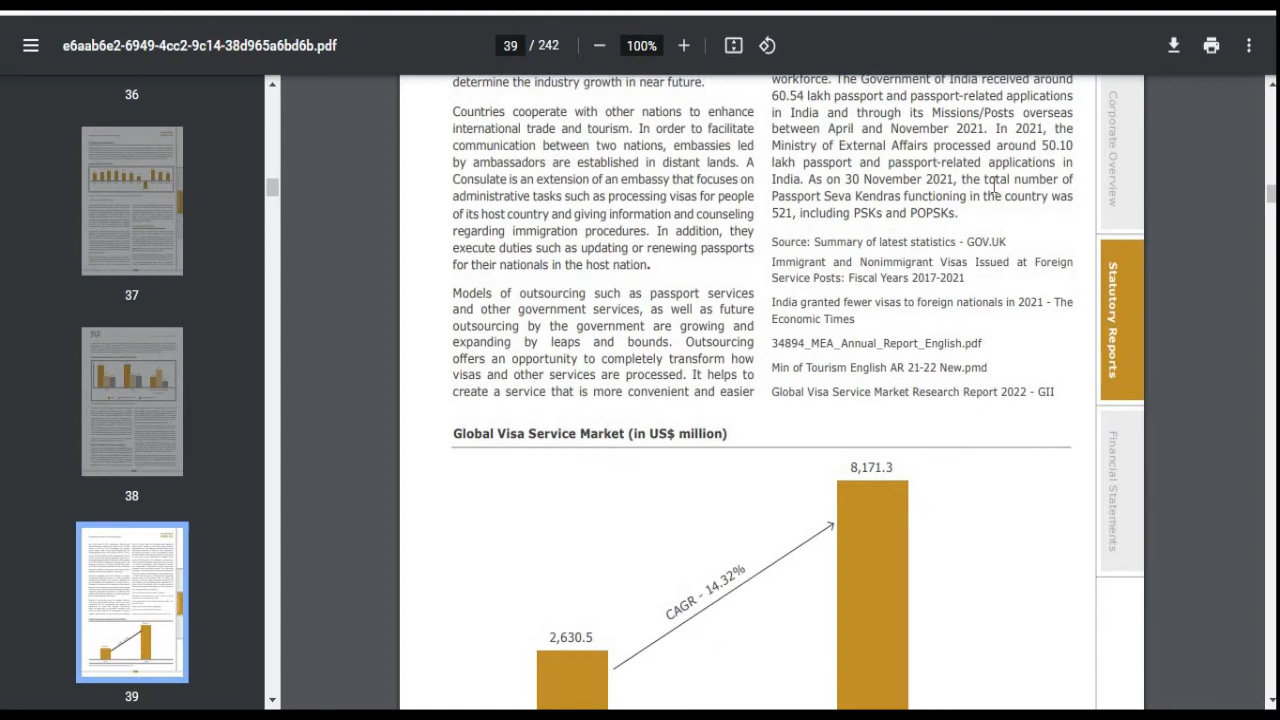 e6aab6e2-6949-4cc2-9c14-38d965a6bd6b.pdf
39 / 242
100%
36
37
38
39
determine the industry growth in near future.
Countries cooperate with other nations to enhance
international trade and tourism. In order to facilitate
communication between two nations, embassies led
by ambassadors are established in distant lands. A
Consulate is an extension of an embassy that focuses on
administrative tasks such as processing visas for people
of its host country and giving information and counseling
regarding immigration procedures. In addition, they
execute duties such as updating or renewing passports
for their nationals in the host nation.
Models of outsourcing such as passport services
and other government services, as well as future
outsourcing by the government are growing and
expanding by leaps and bounds. Outsourcing
offers an opportunity to completely transform how
visas and other services are processed. It helps to
create a service that is more convenient and easier
workforce. The Government of India received around
60.54 lakh passport and passport-related applications
in India and through its Missions/Posts overseas
between April and November 2021. In 2021, the
Ministry of External Affairs processed around 50.10
lakh passport and passport-related applications in
India. As on 30 November 2021, the total number of
Passport Seva Kendras functioning in the country was
521, including PSKs and POPSKs.
Source: Summary of latest statistics - GOV.UK
Immigrant and Nonimmigrant Visas Issued at Foreign
Service Posts: Fiscal Years 2017-2021
India granted fewer visas to foreign nationals in 2021 - The
Economic Times
34894_MEA_Annual_Report_English.pdf
Min of Tourism English AR 21-22 New.pmd
Global Visa Service Market Research Report 2022 - GII
Global Visa Service Market (in US$ million)
8,171.3
CAGR - 14.32%
2,630.5
Corporate Overview
Statutory Reports
Financial Statements